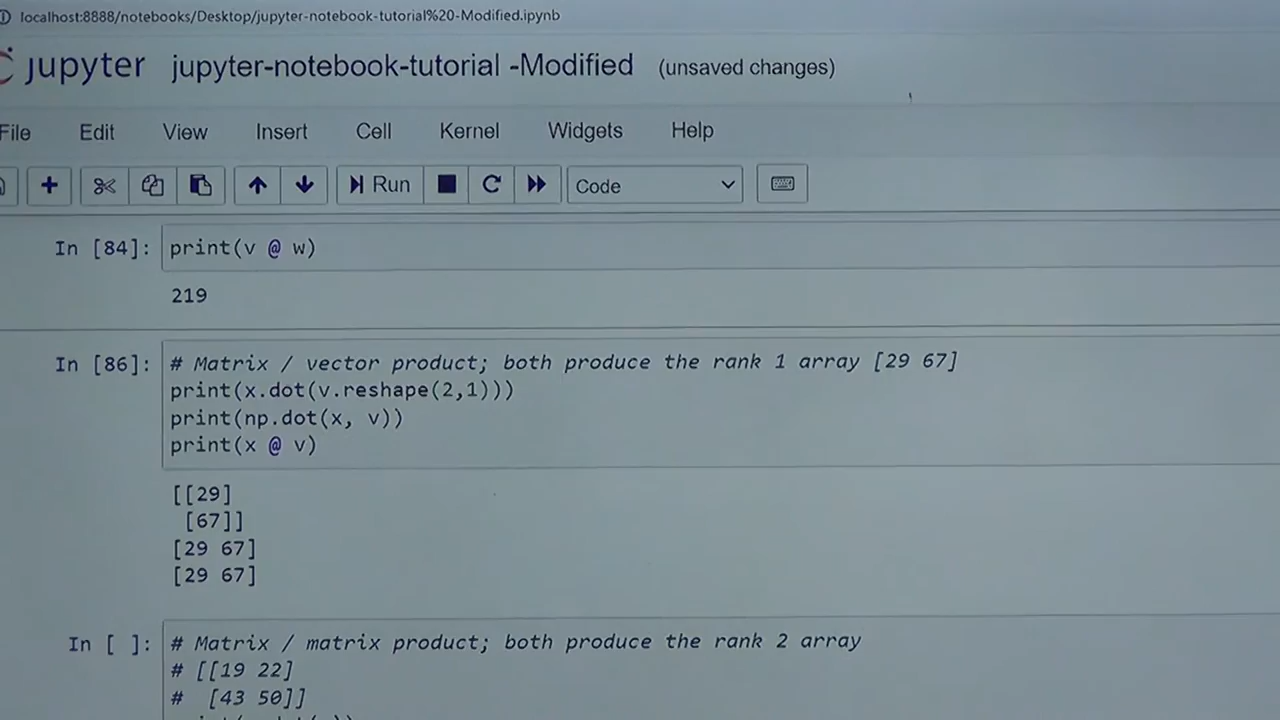 localhost:8888/notebooks/Desktop/jupyter-notebook-tutorial%20-Modified.ipynb
jupyter jupyter-notebook-tutorial -Modified (unsaved changes)
File Edit View Insert Cell Kernel Widgets Help
Run Code
In [84]: print(v @ w)
219
In [86]: # Matrix / vector product; both produce the rank 1 array [29 67]
print(x.dot(v.reshape(2,1)))
print(np.dot(x, v))
print(x @ v)
[[29]
[67]]
[29 67]
[29 67]
In [ ]: # Matrix / matrix product; both produce the rank 2 array
# [[19 22]
#  [43 50]]